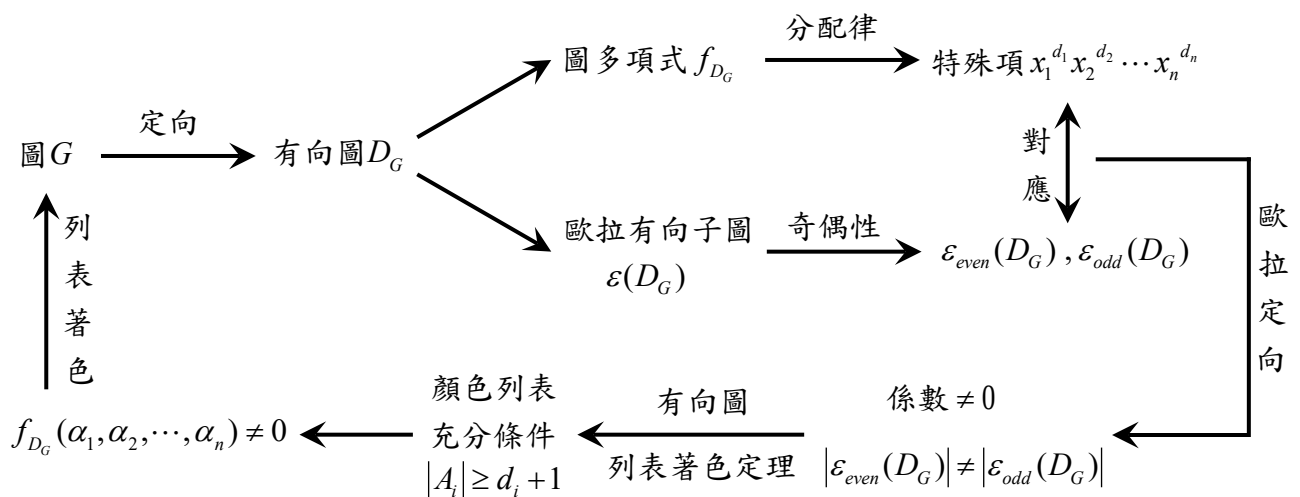 分配律
圖多項式 $f_{D_G}$
特殊項 $x_1^{d_1} x_2^{d_2} \cdots x_n^{d_n}$
定向
圖$G$
有向圖$D_G$
對應
列表著色
歐拉有向子圖
$\varepsilon(D_G)$
奇偶性
$\varepsilon_{even}(D_G), \varepsilon_{odd}(D_G)$
歐拉定向
$f_{D_G}(\alpha_1, \alpha_2, \cdots, \alpha_n) \neq 0$
顏色列表
充分條件
$|A_i| \geq d_i + 1$
有向圖
列表著色定理
係數 $\neq 0$
$|\varepsilon_{even}(D_G)| \neq |\varepsilon_{odd}(D_G)|$